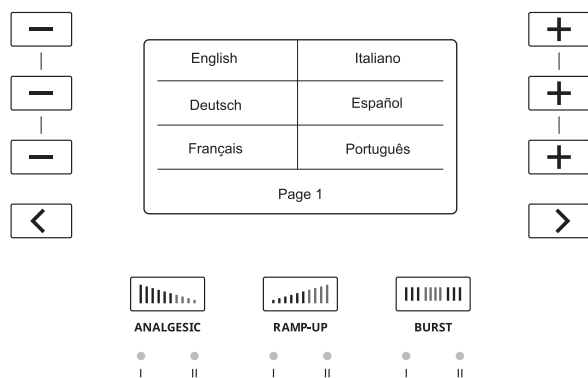 English Italiano
Deutsch Español
Français Português
Page 1
ANALGESIC RAMP-UP BURST
I II I II I II